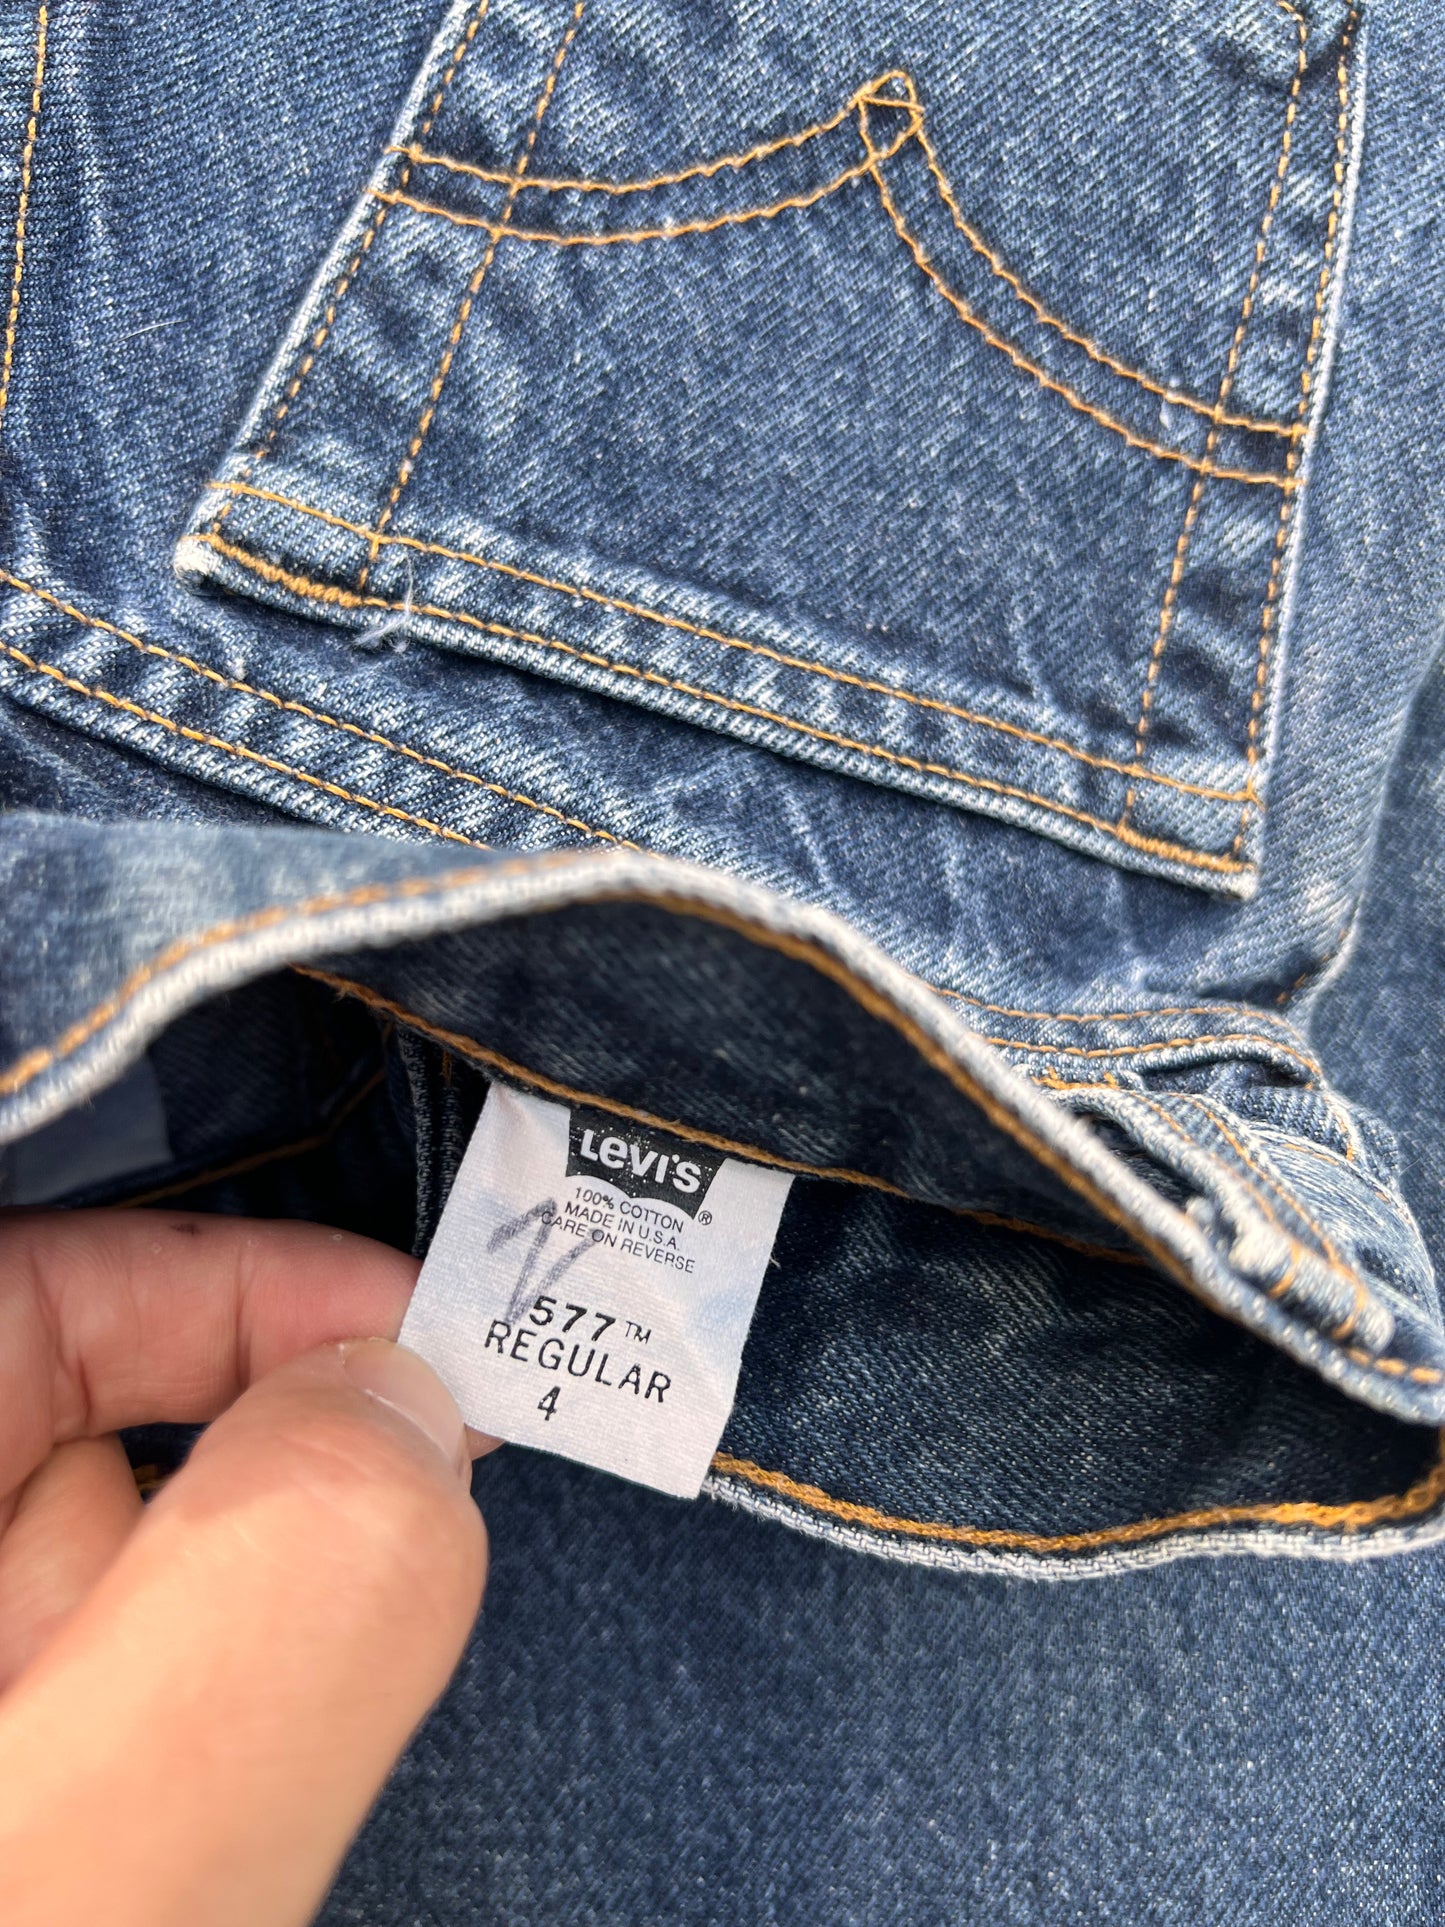 Levi's ®
100% COTTON
MADE IN U.S.A.
CARE ON REVERSE
577™
REGULAR
4